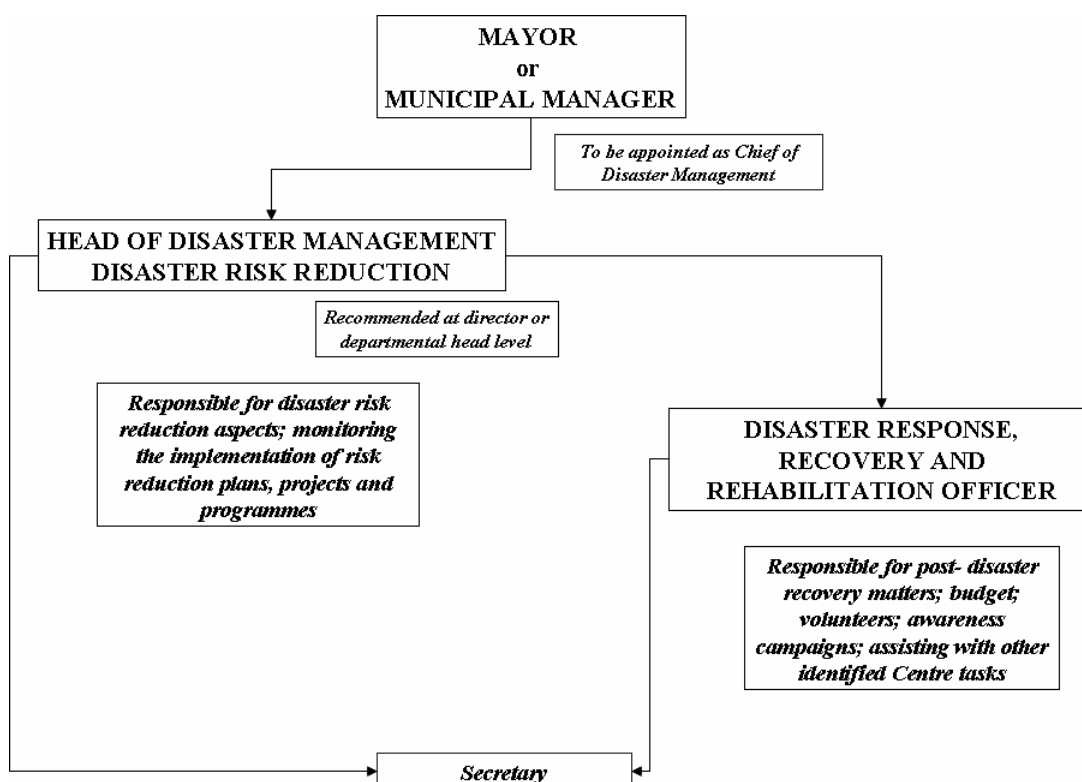 MAYOR
or
MUNICIPAL MANAGER
To be appointed as Chief of
Disaster Management
HEAD OF DISASTER MANAGEMENT
DISASTER RISK REDUCTION
Recommended at director or
departmental head level
Responsible for disaster risk
reduction aspects; monitoring
the implementation of risk
reduction plans, projects and
programmes
DISASTER RESPONSE,
RECOVERY AND
REHABILITATION OFFICER
Responsible for post- disaster
recovery matters; budget;
volunteers; awareness
campaigns; assisting with other
identified Centre tasks
Secretary